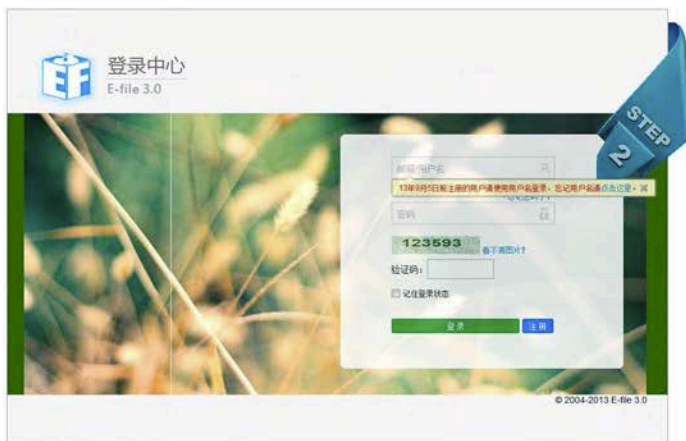 登录中心
E-file 3.0
STEP
2
邮箱/用户名
13年9月5日前注册的用户请使用用户名登录，忘记用户名请点击这里。
密码
123593
看不清图片?
验证码：
记住登录状态
登录
注册
© 2004-2013 E-file 3.0